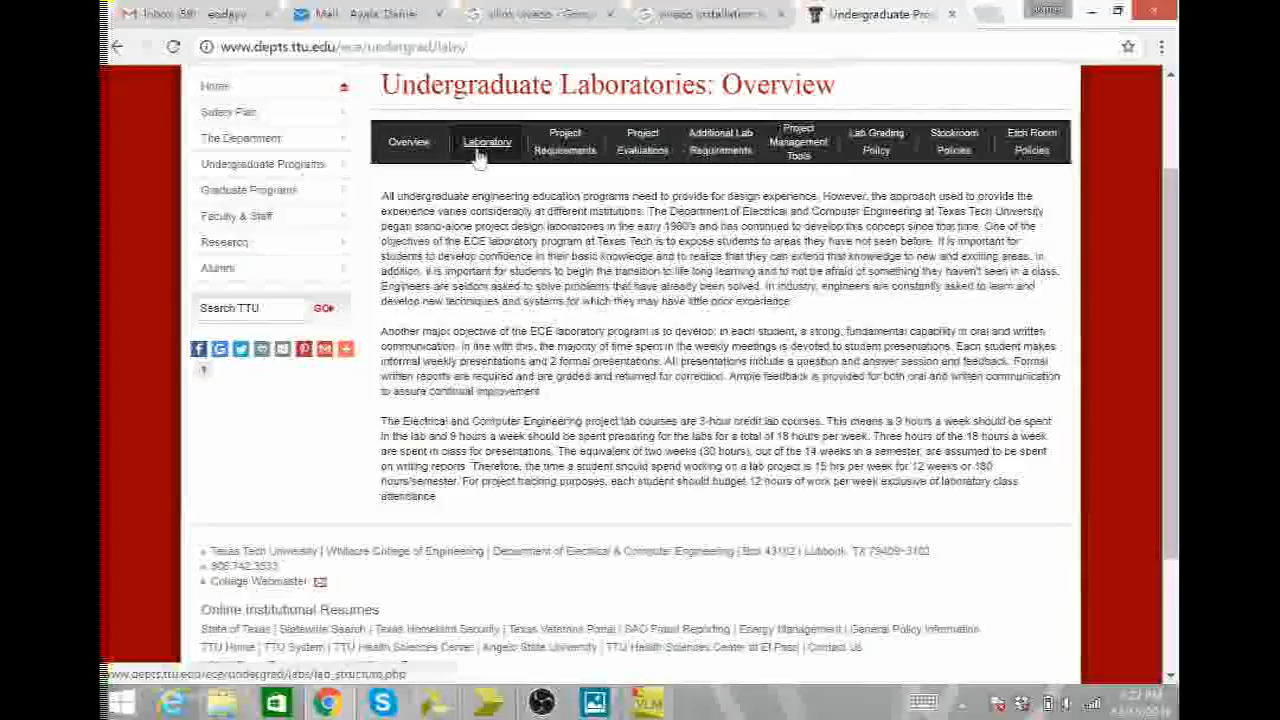 Inbox
Mail
Ayala, Daniel
Undergraduate Pro
www.depts.ttu.edu/ece/undergrad/labs/
Undergraduate Laboratories: Overview
Home
Safety Plan
The Department
Undergraduate Programs
Graduate Programs
Faculty & Staff
Research
Alumni
Search TTU
GO
Overview
Laboratory
Project Requirements
Project Evaluations
Additional Lab Requirements
Project Management Tools
Lab Grading Policy
Stockroom Policies
Etch Room Policies
All undergraduate engineering education programs need to provide for design experience. However, the approach used to provide the
experience varies considerably at different institutions. The Department of Electrical and Computer Engineering at Texas Tech University
began stand-alone project design laboratories in the early 1960's and has continued to develop this concept since that time. One of the
objectives of the ECE laboratory program at Texas Tech is to expose students to areas they have not seen before. It is important for
students to develop confidence in their basic knowledge and to realize that they can extend that knowledge to new and exciting areas. In
addition, it is important for students to begin the transition to life long learning and to not be afraid of something they haven't seen in a class.
Engineers are seldom asked to solve problems that have already been solved. In industry, engineers are constantly asked to learn and
develop new techniques and systems for which they may have little prior experience.
Another major objective of the ECE laboratory program is to develop, in each student, a strong, fundamental capability in oral and written
communication. In line with this, the majority of time spent in the weekly meetings is devoted to student presentations. Each student makes
informal weekly presentations and 2 formal presentations. All presentations include a question and answer session and feedback. Formal
written reports are required and are graded and returned for correction. Ample feedback is provided for both oral and written communication
to assure continual improvement.
The Electrical and Computer Engineering project lab courses are 3-hour credit lab courses. This means a 9 hours a week should be spent
in the lab and 9 hours a week should be spent preparing for the labs for a total of 18 hours per week. Three hours of the 18 hours a week
are spent in class for presentations. The equivalent of two weeks (30 hours), out of the 14 weeks in a semester, are assumed to be spent
on writing reports. Therefore, the time a student should spend working on a lab project is 15 hrs per week for 12 weeks or 180
hours/semester. For project tracking purposes, each student should budget 12 hours of work per week exclusive of laboratory class
attendance.
Texas Tech University | Whitacre College of Engineering | Department of Electrical & Computer Engineering | Box 43102 | Lubbock, TX 79409-3102
806.742.3533
College Webmaster
Online Institutional Resumes
State of Texas | Statewide Search | Texas Homeland Security | Texas Veterans Portal | SAO Fraud Reporting | Energy Management | General Policy Information
TTU Home | TTU System | TTU Health Sciences Center | Angelo State University | TTU Health Sciences Center at El Paso | Contact Us
www.depts.ttu.edu/ece/undergrad/labs/lab_structure.php
VLM